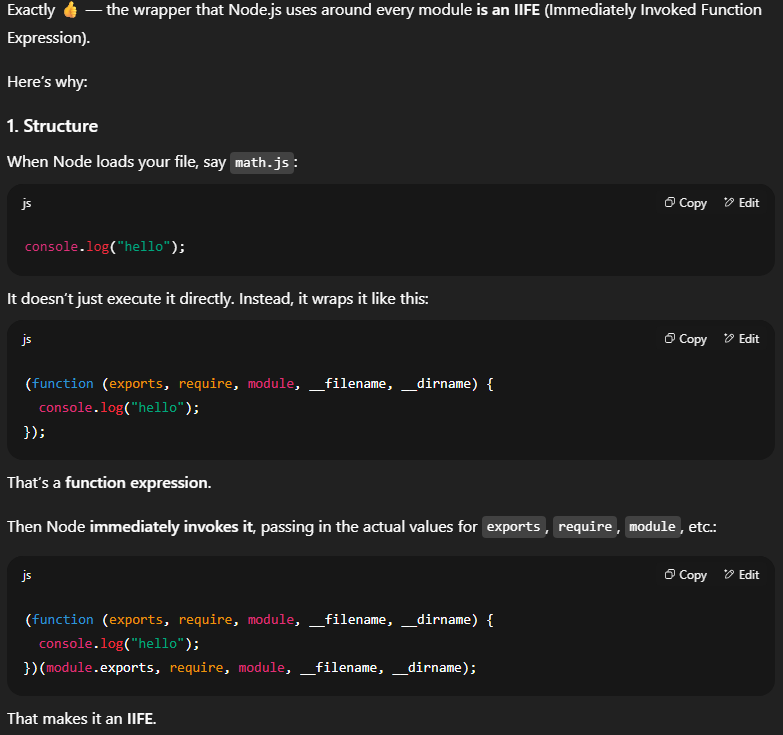 Exactly 👍 — the wrapper that Node.js uses around every module is an IIFE (Immediately Invoked Function
Expression).
Here's why:
1. Structure
When Node loads your file, say math.js:
js
Copy
Edit
console.log("hello");
It doesn't just execute it directly. Instead, it wraps it like this:
js
Copy
Edit
(function (exports, require, module, __filename, __dirname) {
  console.log("hello");
});
That's a function expression.
Then Node immediately invokes it, passing in the actual values for exports, require, module, etc.:
js
Copy
Edit
(function (exports, require, module, __filename, __dirname) {
  console.log("hello");
})(module.exports, require, module, __filename, __dirname);
That makes it an IIFE.